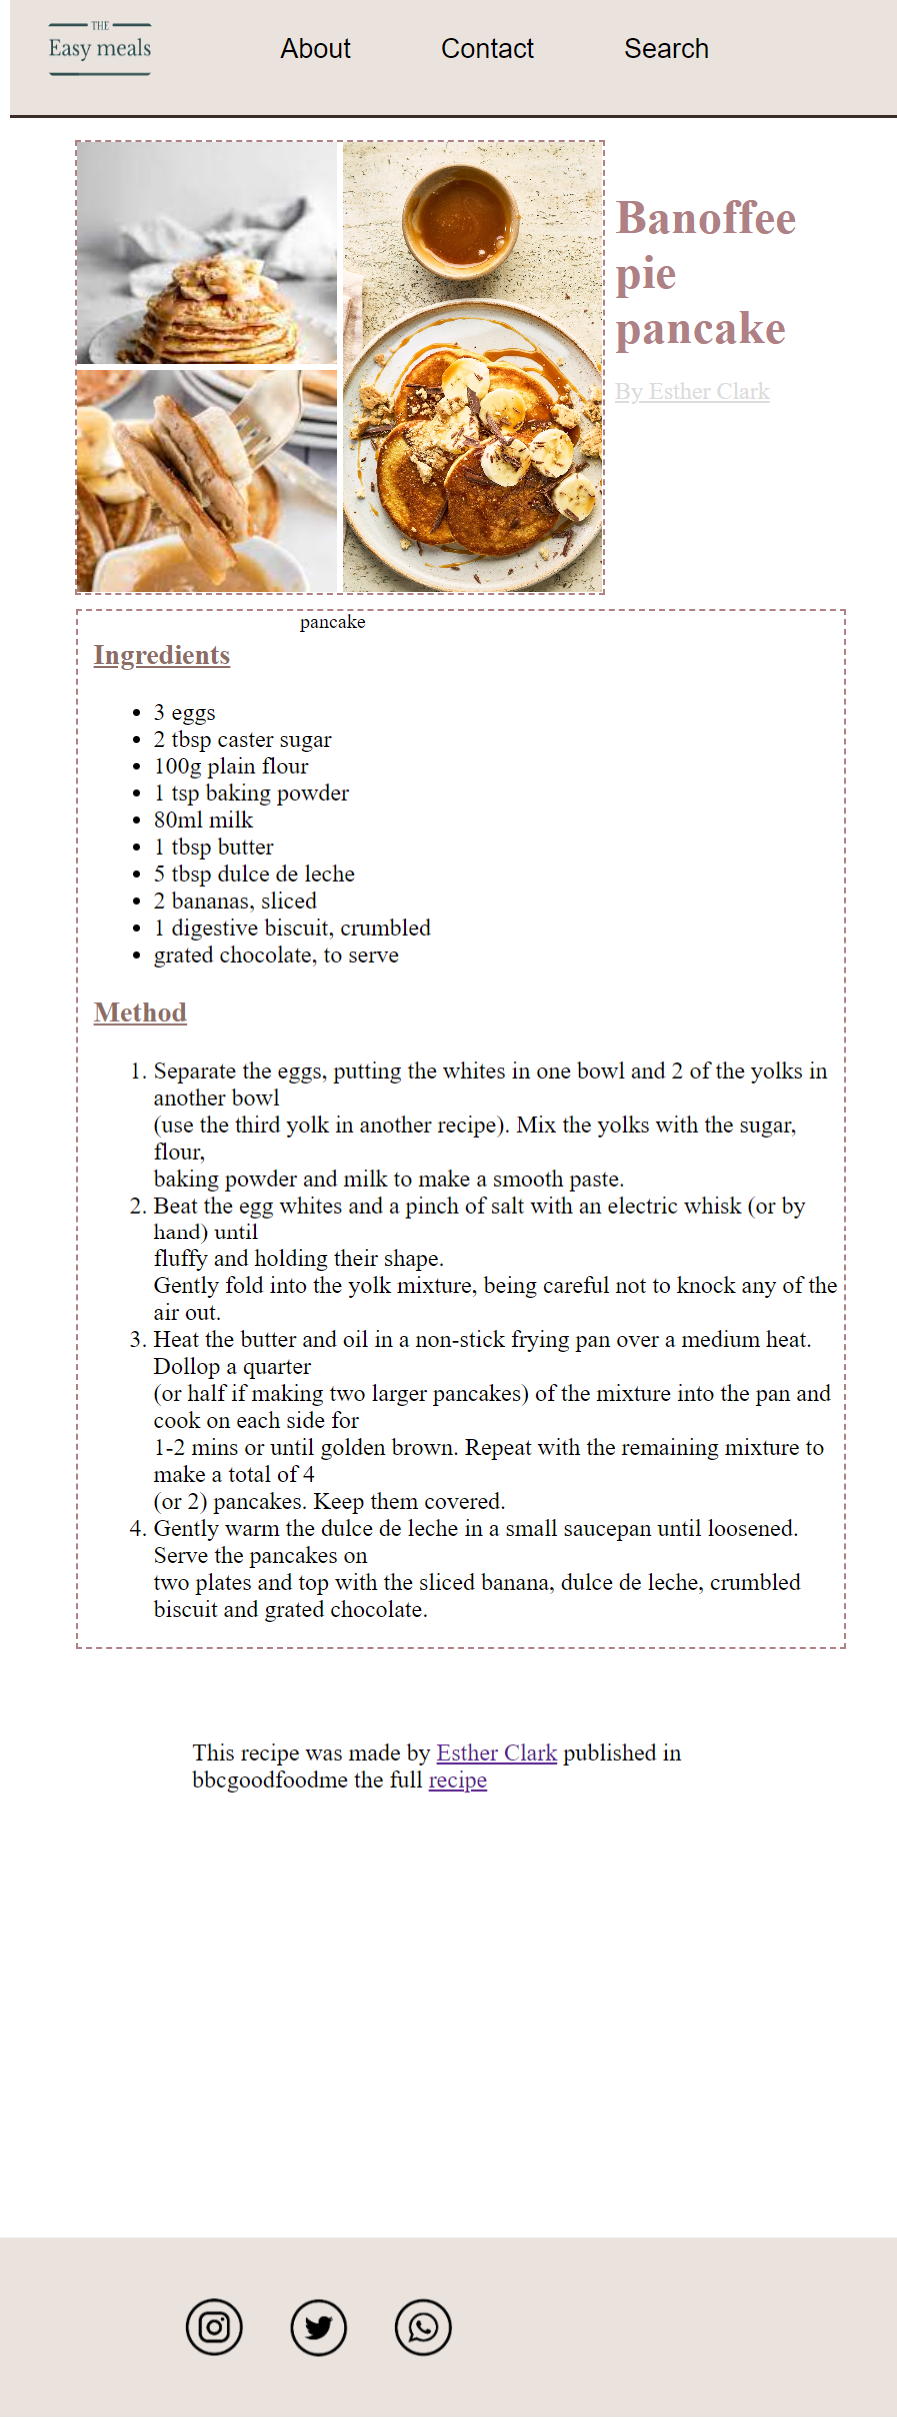 THE
Easy meals
About
Contact
Search
Banoffee
pie
pancake
By Esther Clark
pancake
Ingredients
• 3 eggs
• 2 tbsp caster sugar
• 100g plain flour
• 1 tsp baking powder
• 80ml milk
• 1 tbsp butter
• 5 tbsp dulce de leche
• 2 bananas, sliced
• 1 digestive biscuit, crumbled
• grated chocolate, to serve
Method
1. Separate the eggs, putting the whites in one bowl and 2 of the yolks in
another bowl
(use the third yolk in another recipe). Mix the yolks with the sugar,
flour,
baking powder and milk to make a smooth paste.
2. Beat the egg whites and a pinch of salt with an electric whisk (or by
hand) until
fluffy and holding their shape.
Gently fold into the yolk mixture, being careful not to knock any of the
air out.
3. Heat the butter and oil in a non-stick frying pan over a medium heat.
Dollop a quarter
(or half if making two larger pancakes) of the mixture into the pan and
cook on each side for
1-2 mins or until golden brown. Repeat with the remaining mixture to
make a total of 4
(or 2) pancakes. Keep them covered.
4. Gently warm the dulce de leche in a small saucepan until loosened.
Serve the pancakes on
two plates and top with the sliced banana, dulce de leche, crumbled
biscuit and grated chocolate.
This recipe was made by Esther Clark published in
bbcgoodfoodme the full recipe